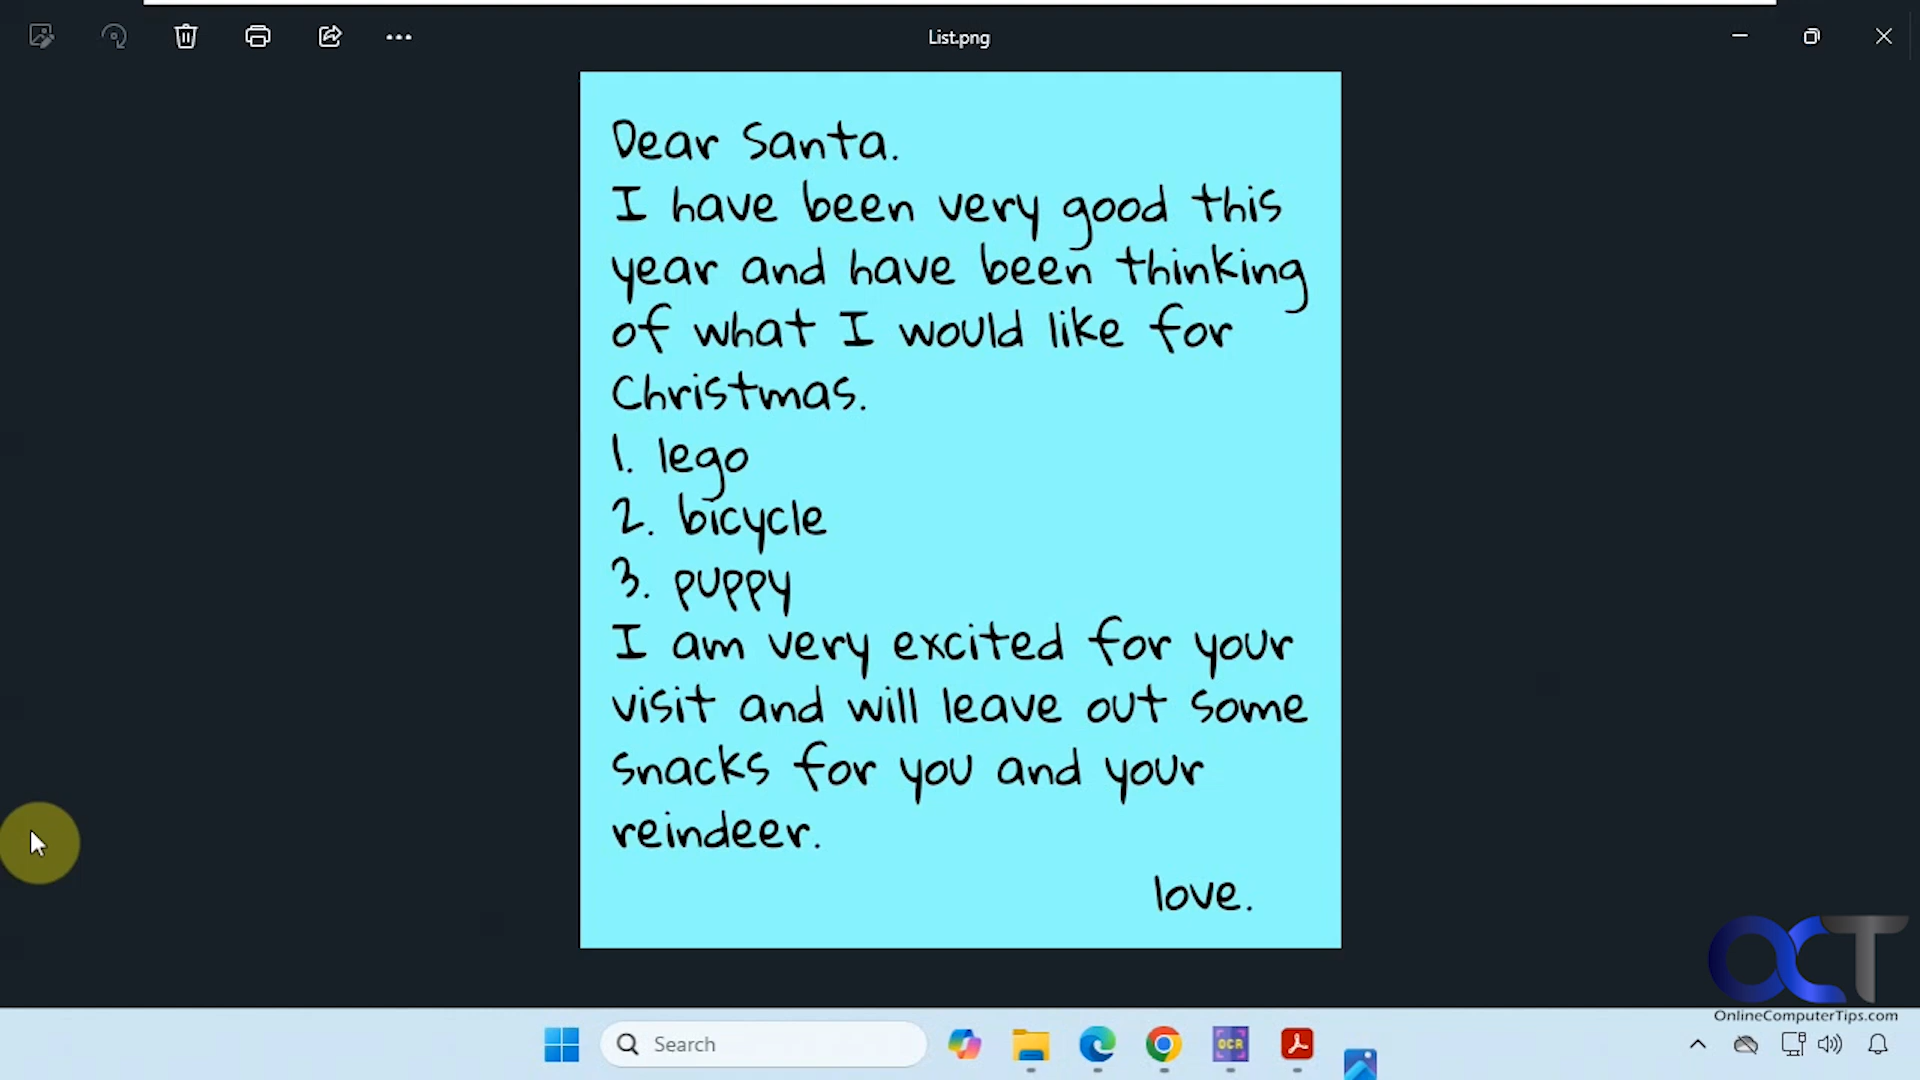 List.png
Dear Santa.
I have been very good this
year and have been thinking
of what I would like for
Christmas.
1. lego
2. bicycle
3. puppy
I am very excited for your
visit and will leave out some
snacks for you and your
reindeer.
love.
OCT
OnlineComputerTips.com
Search
OCR